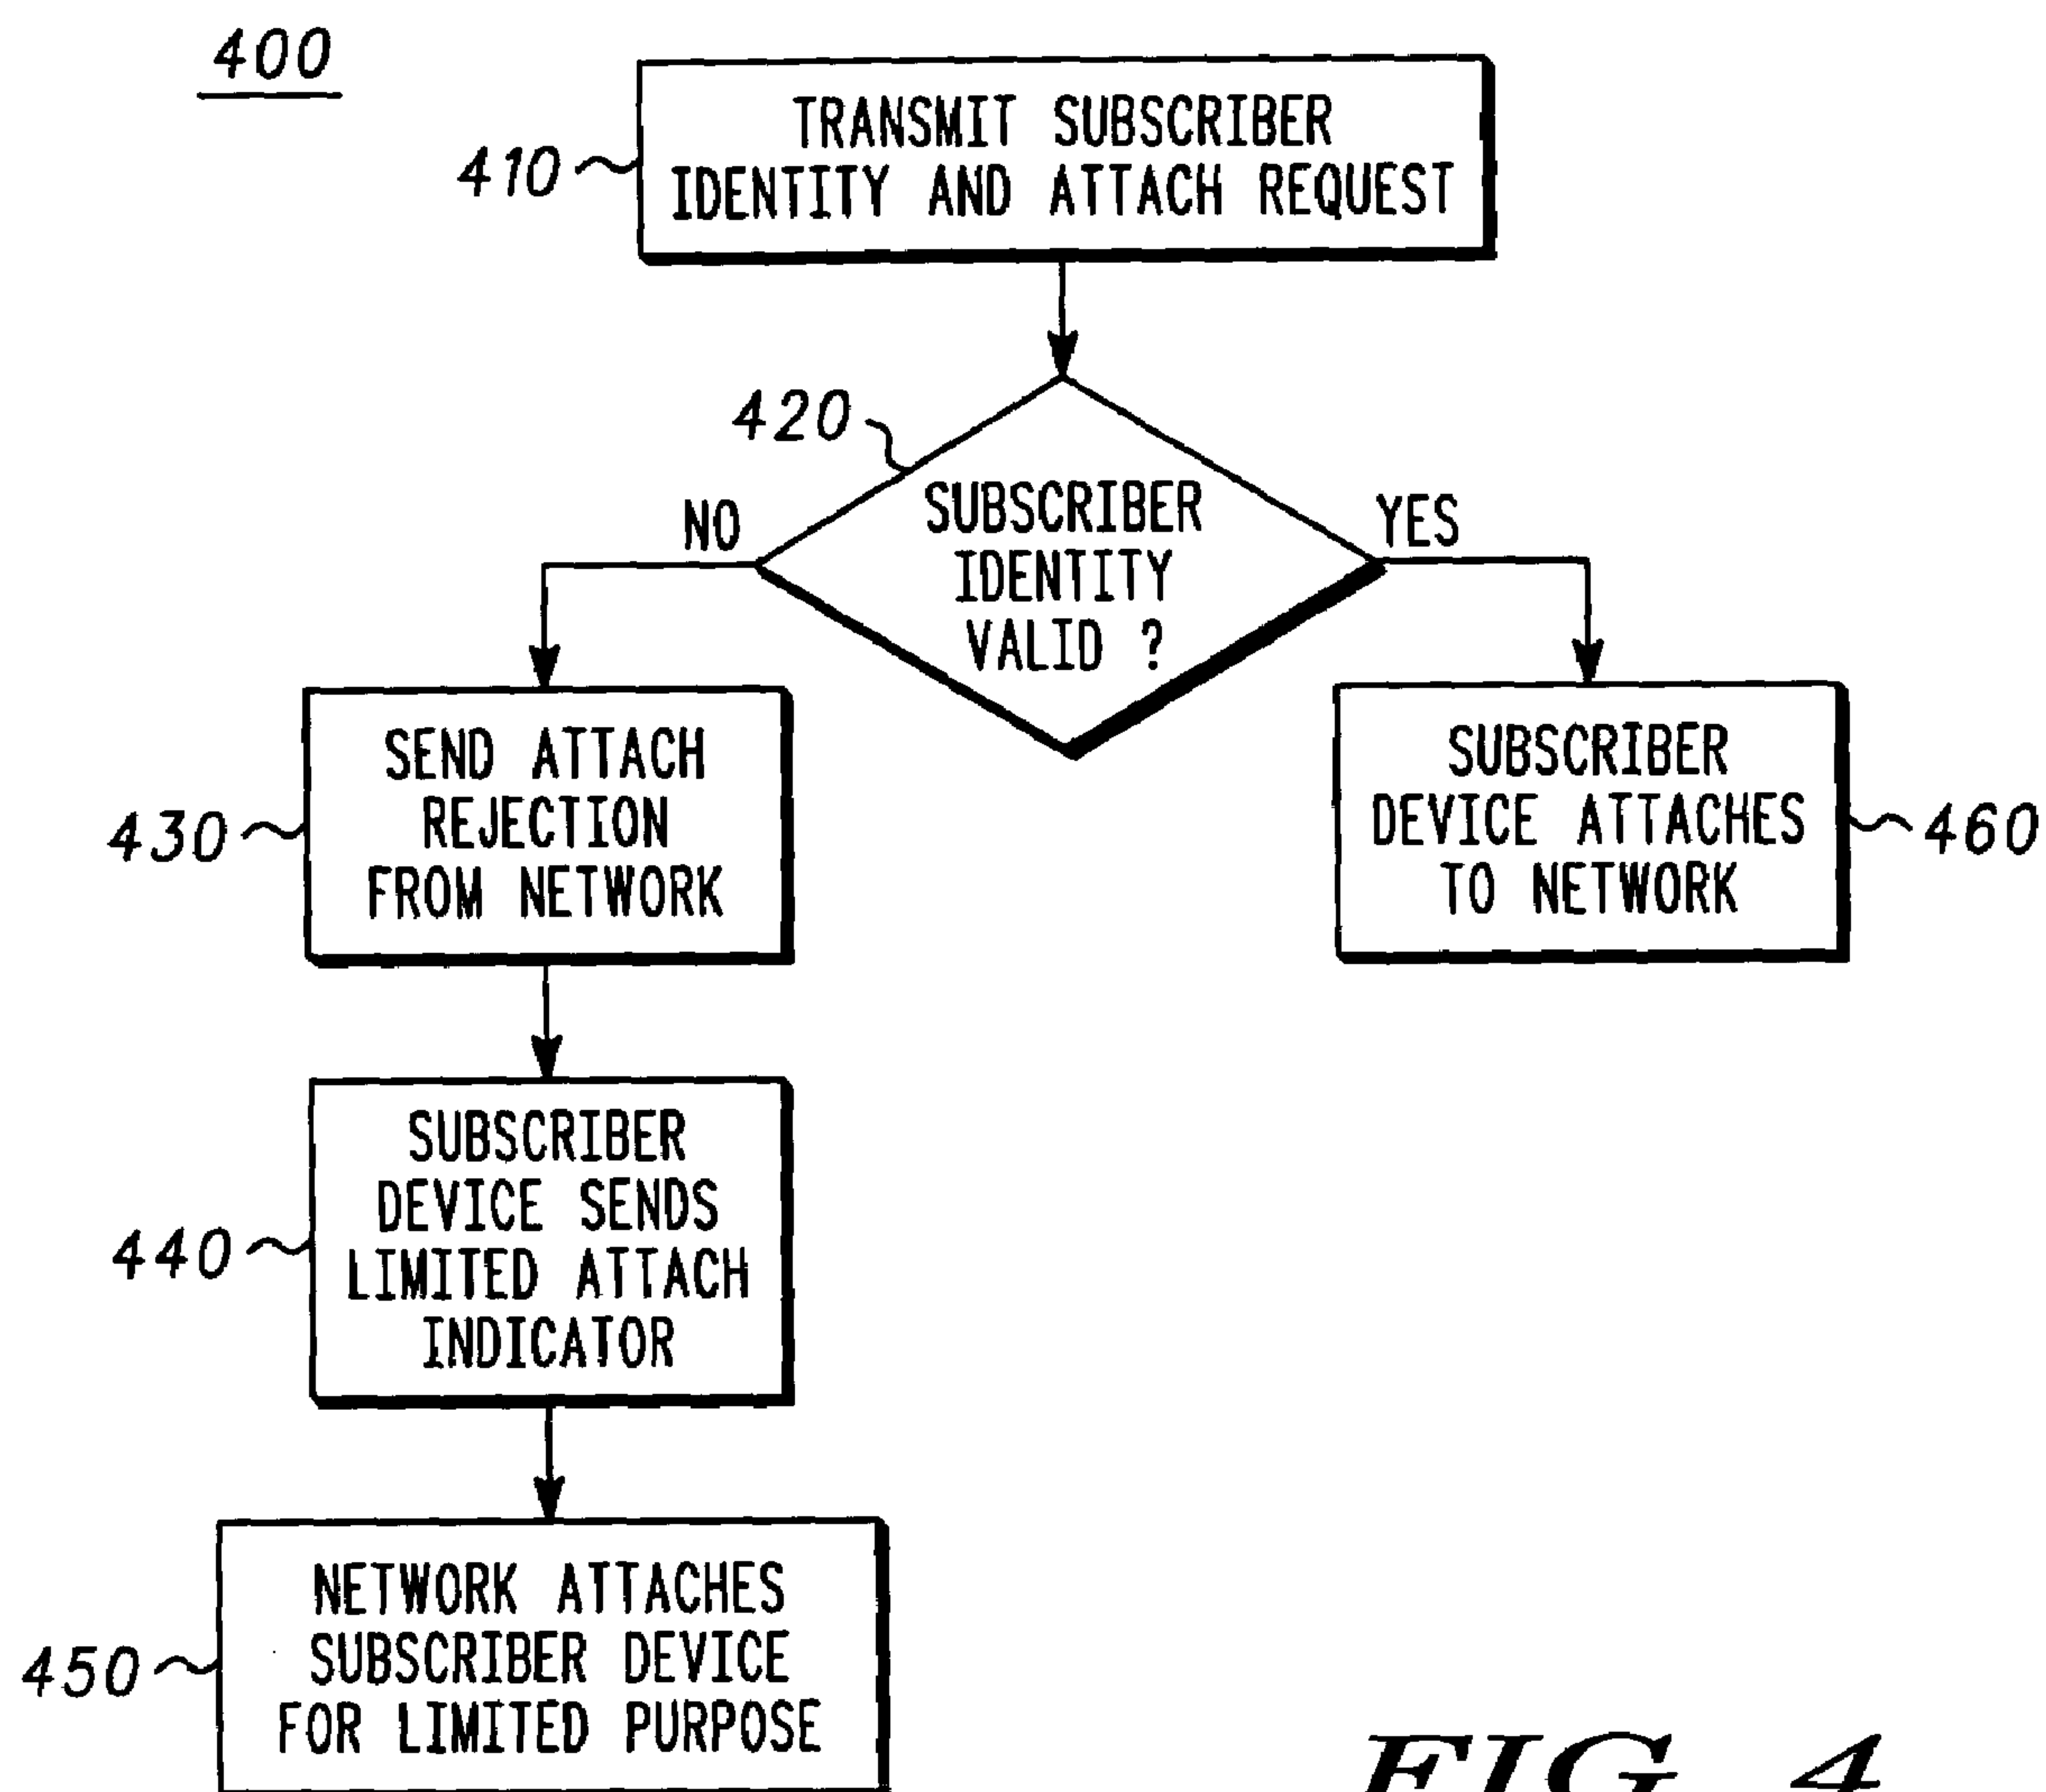 400
410
TRANSMIT SUBSCRIBER
IDENTITY AND ATTACH REQUEST
420
SUBSCRIBER
IDENTITY
VALID ?
NO
YES
430
SEND ATTACH
REJECTION
FROM NETWORK
SUBSCRIBER
DEVICE ATTACHES
TO NETWORK
460
440
SUBSCRIBER
DEVICE SENDS
LIMITED ATTACH
INDICATOR
450
NETWORK ATTACHES
SUBSCRIBER DEVICE
FOR LIMITED PURPOSE
FIG. 4